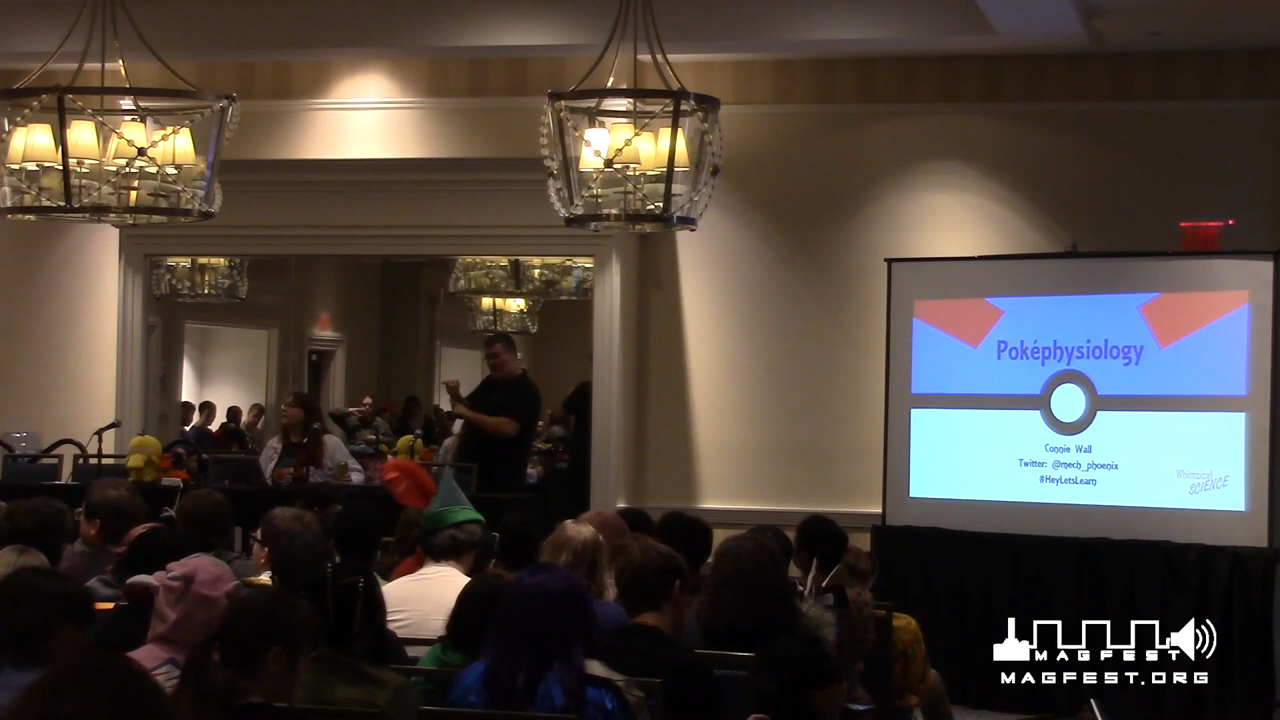 Poképhysiology
Connie Wall
Twitter: @mech_phoenix
#HeyLetsLearn
Whimsical
SCIENCE
MAGFEST
MAGFEST.ORG